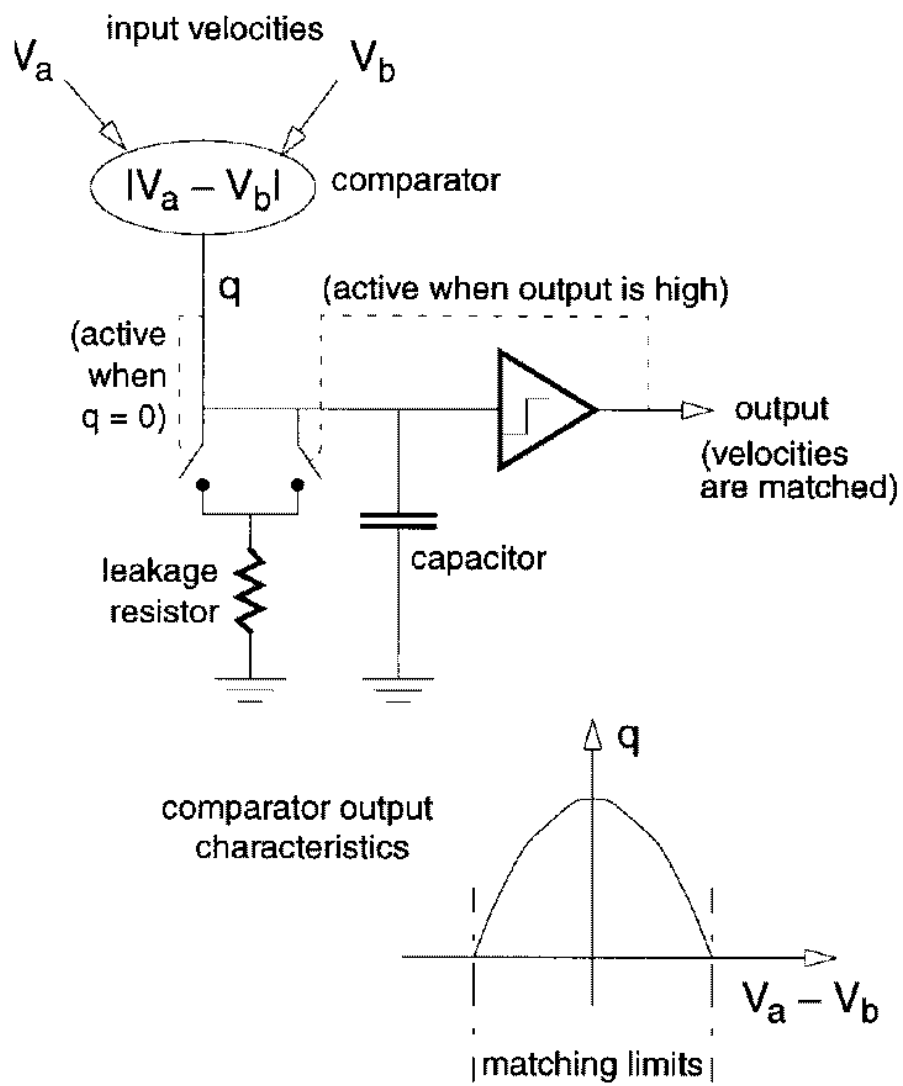 input velocities
Va
Vb
|Va – Vb|
comparator
q
(active when output is high)
(active
when
q = 0)
output
(velocities
are matched)
capacitor
leakage
resistor
q
comparator output
characteristics
Va – Vb
matching limits